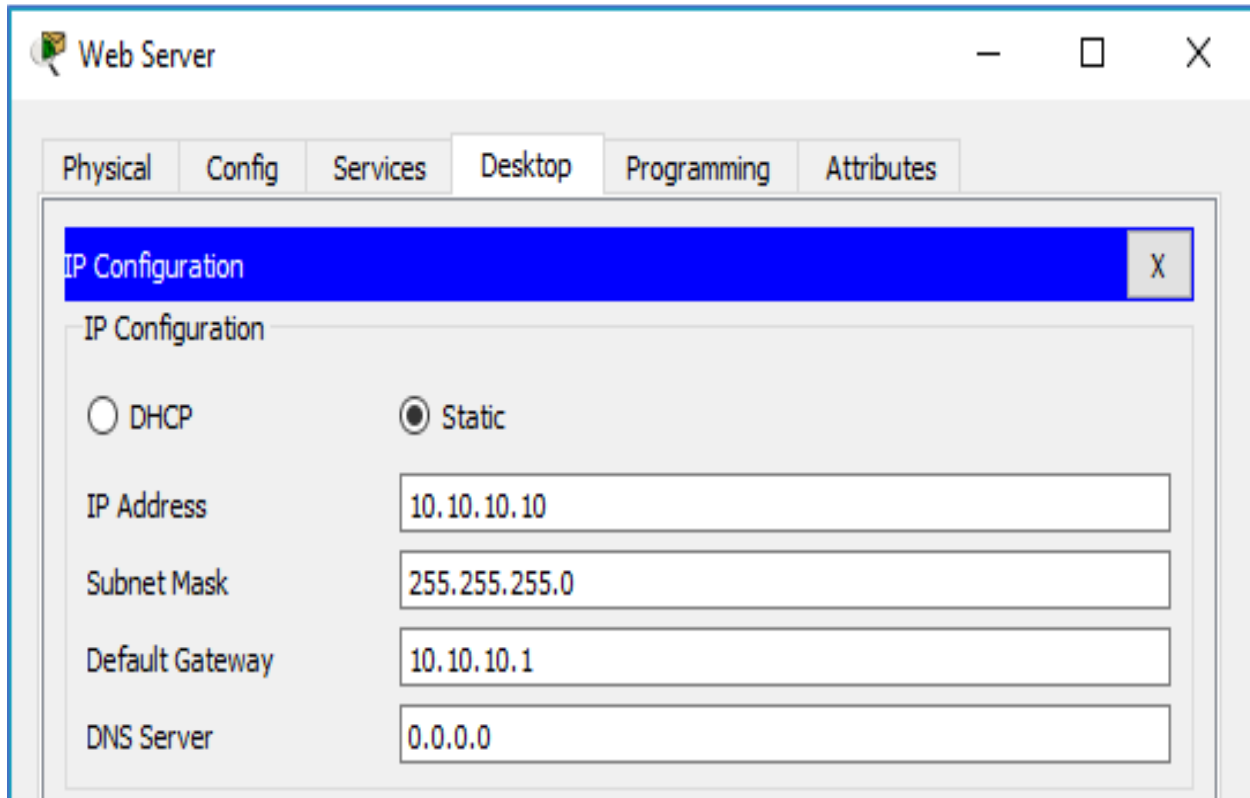 Web Server
Physical Config Services Desktop Programming Attributes
IP Configuration X
IP Configuration
DHCP Static
IP Address 10.10.10.10
Subnet Mask 255.255.255.0
Default Gateway 10.10.10.1
DNS Server 0.0.0.0